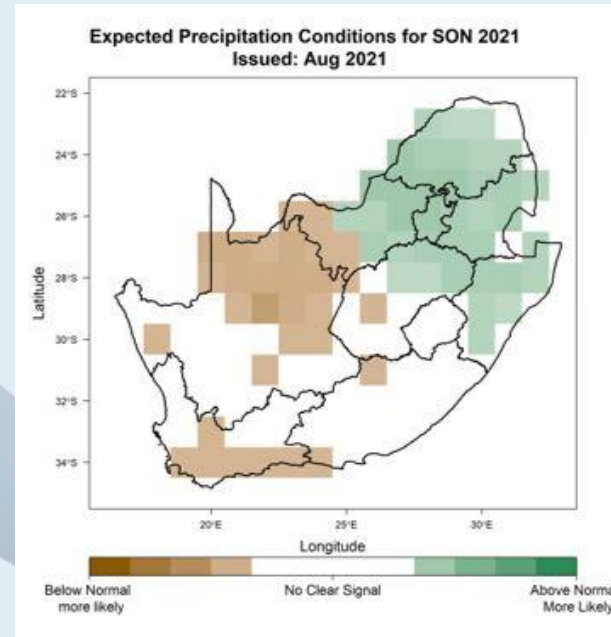 Expected Precipitation Conditions for SON 2021
Issued: Aug 2021
22°S
24°S
26°S
28°S
30°S
32°S
34°S
Latitude
20°E 25°E 30°E
Longitude
Below Normal more likely
No Clear Signal
Above Norma More Likely